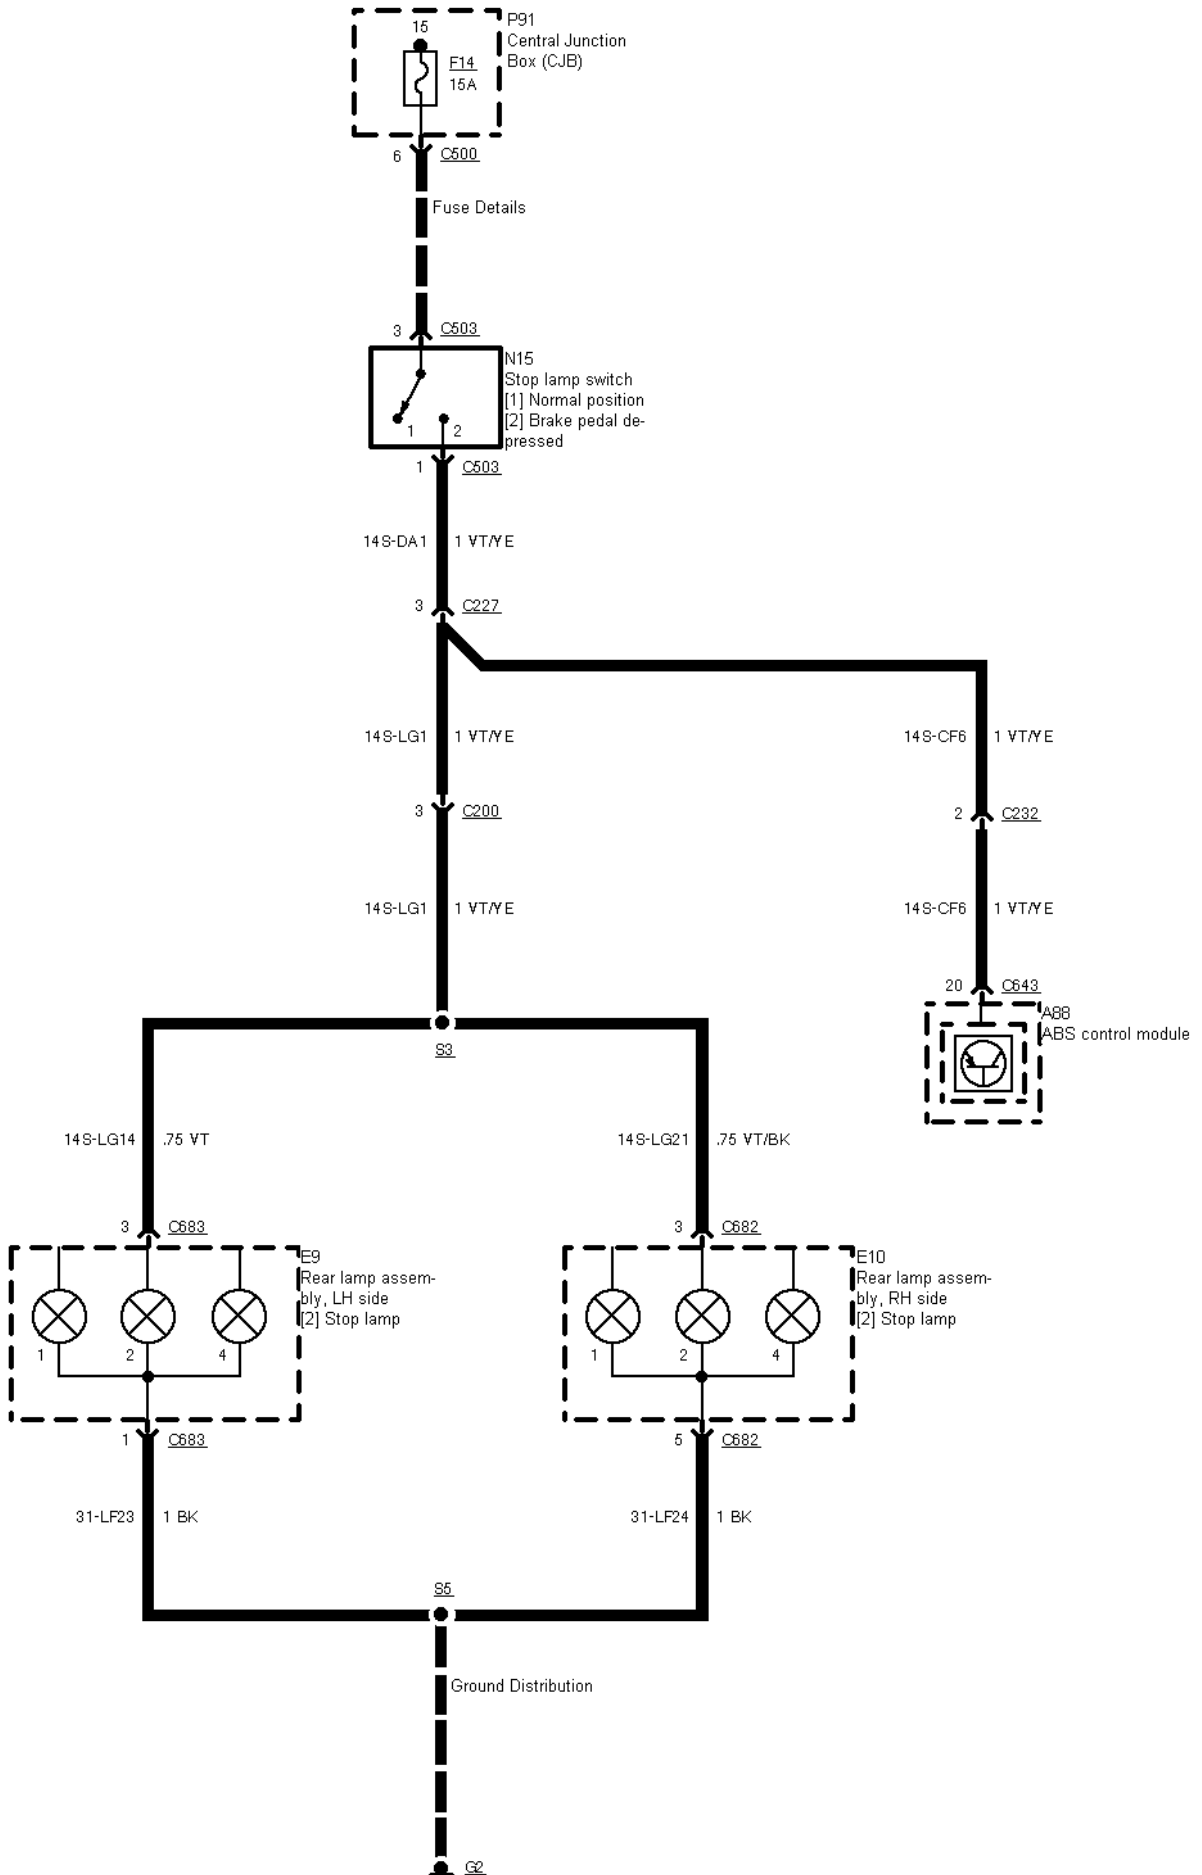 15
P91
Central Junction
Box (CJB)
F14
15A
6 C500
Fuse Details
3 C503
N15
Stop lamp switch
[1] Normal position
[2] Brake pedal de-
pressed
1 2
1 C503
14S-DA1 1 VT/YE
3 C227
14S-LG1 1 VT/YE
14S-CF6 1 VT/YE
3 C200
2 C232
14S-LG1 1 VT/YE
14S-CF6 1 VT/YE
20 C643
A88
ABS control module
S3
14S-LG14 .75 VT
14S-LG21 .75 VT/BK
3 C683
3 C682
E9
Rear lamp assem-
bly, LH side
[2] Stop lamp
1 2 4
E10
Rear lamp assem-
bly, RH side
[2] Stop lamp
1 2 4
1 C683
5 C682
31-LF23 1 BK
31-LF24 1 BK
S5
Ground Distribution
G2